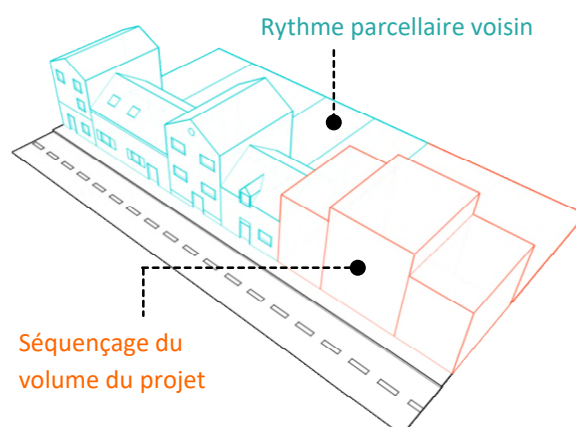 Rythme parcellaire voisin
Séquençage du
volume du projet